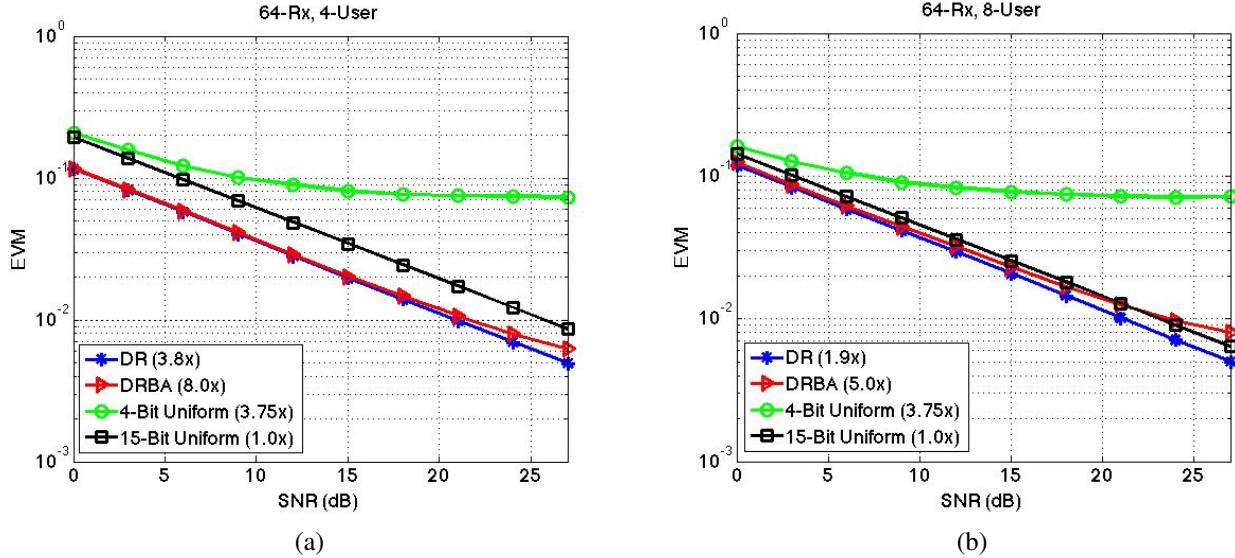 64-Rx, 4-User
10^0
10^-1
10^-2
10^-3
EVM
0 5 10 15 20 25
SNR (dB)
DR (3.8x)
DRBA (8.0x)
4-Bit Uniform (3.75x)
15-Bit Uniform (1.0x)
(a)
64-Rx, 8-User
10^0
10^-1
10^-2
10^-3
EVM
0 5 10 15 20 25
SNR (dB)
DR (1.9x)
DRBA (5.0x)
4-Bit Uniform (3.75x)
15-Bit Uniform (1.0x)
(b)